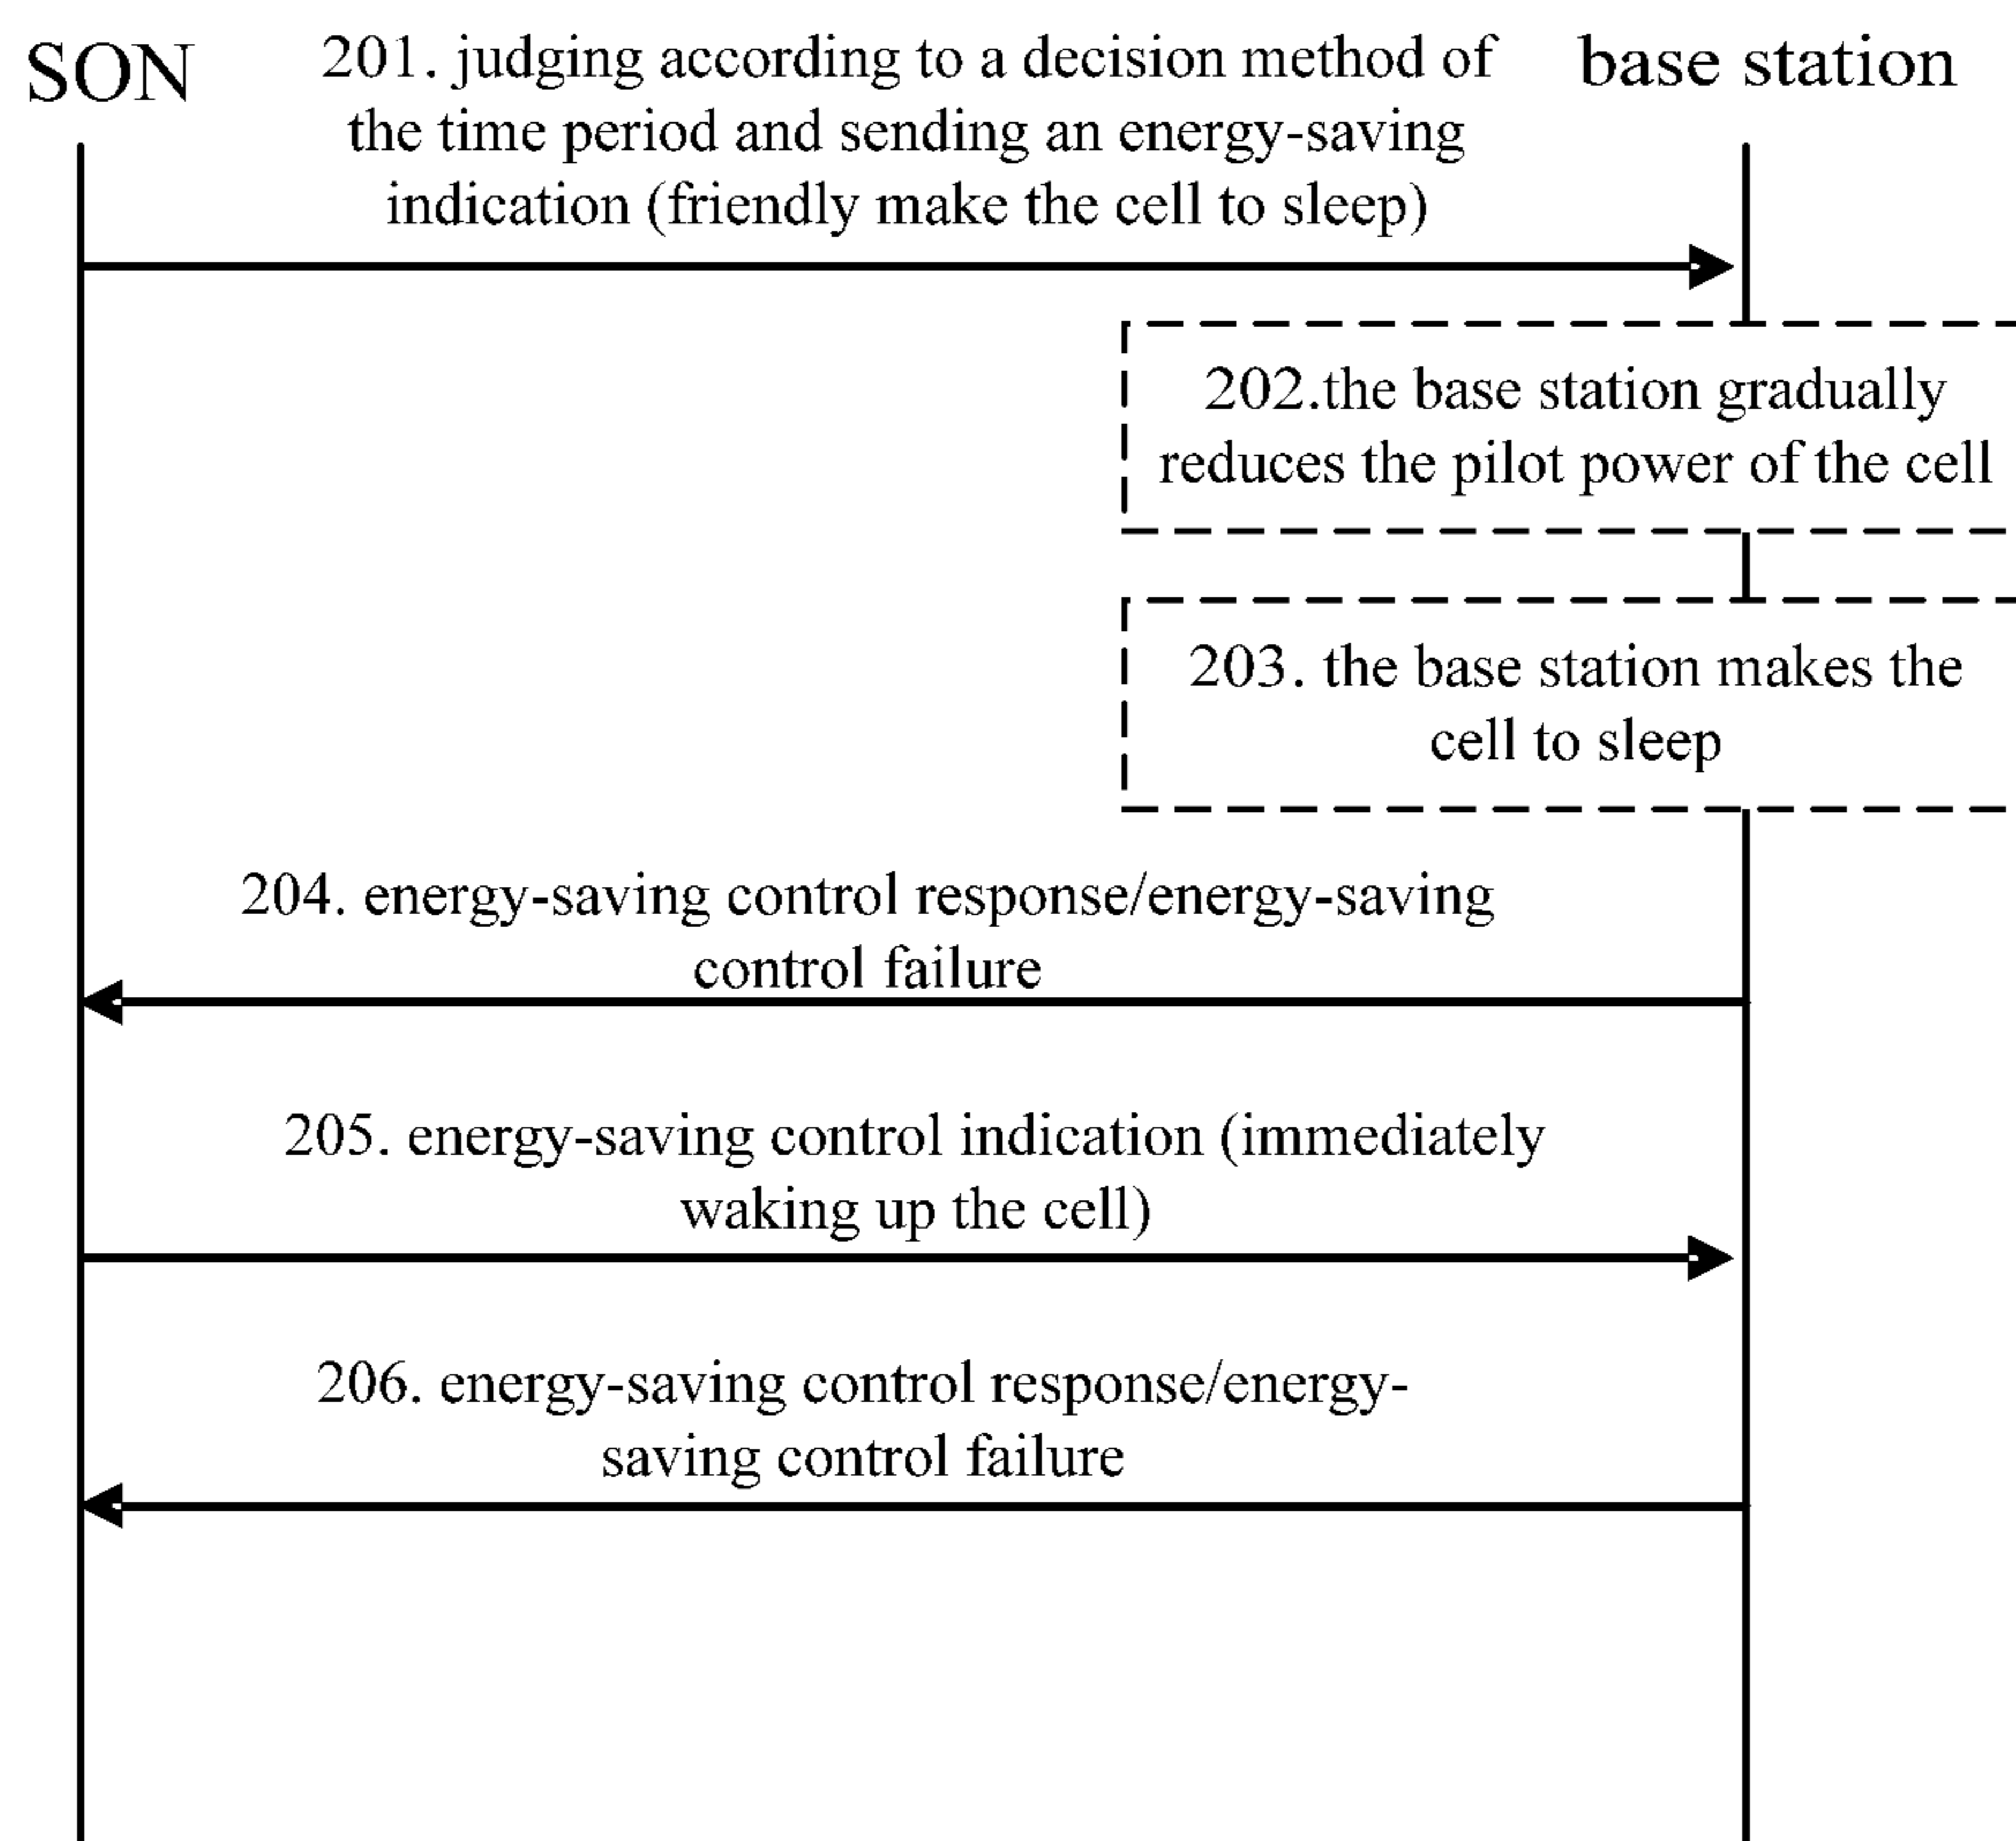 SON
201. judging according to a decision method of
the time period and sending an energy-saving
indication (friendly make the cell to sleep)
base station
202.the base station gradually
reduces the pilot power of the cell
203. the base station makes the
cell to sleep
204. energy-saving control response/energy-saving
control failure
205. energy-saving control indication (immediately
waking up the cell)
206. energy-saving control response/energy-
saving control failure